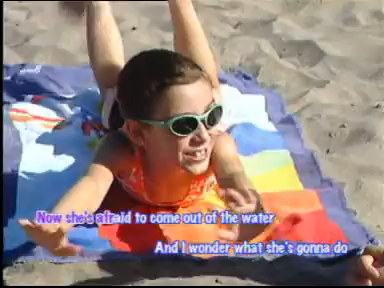 Now she's afraid to come out of the water
And I wonder what she's gonna do